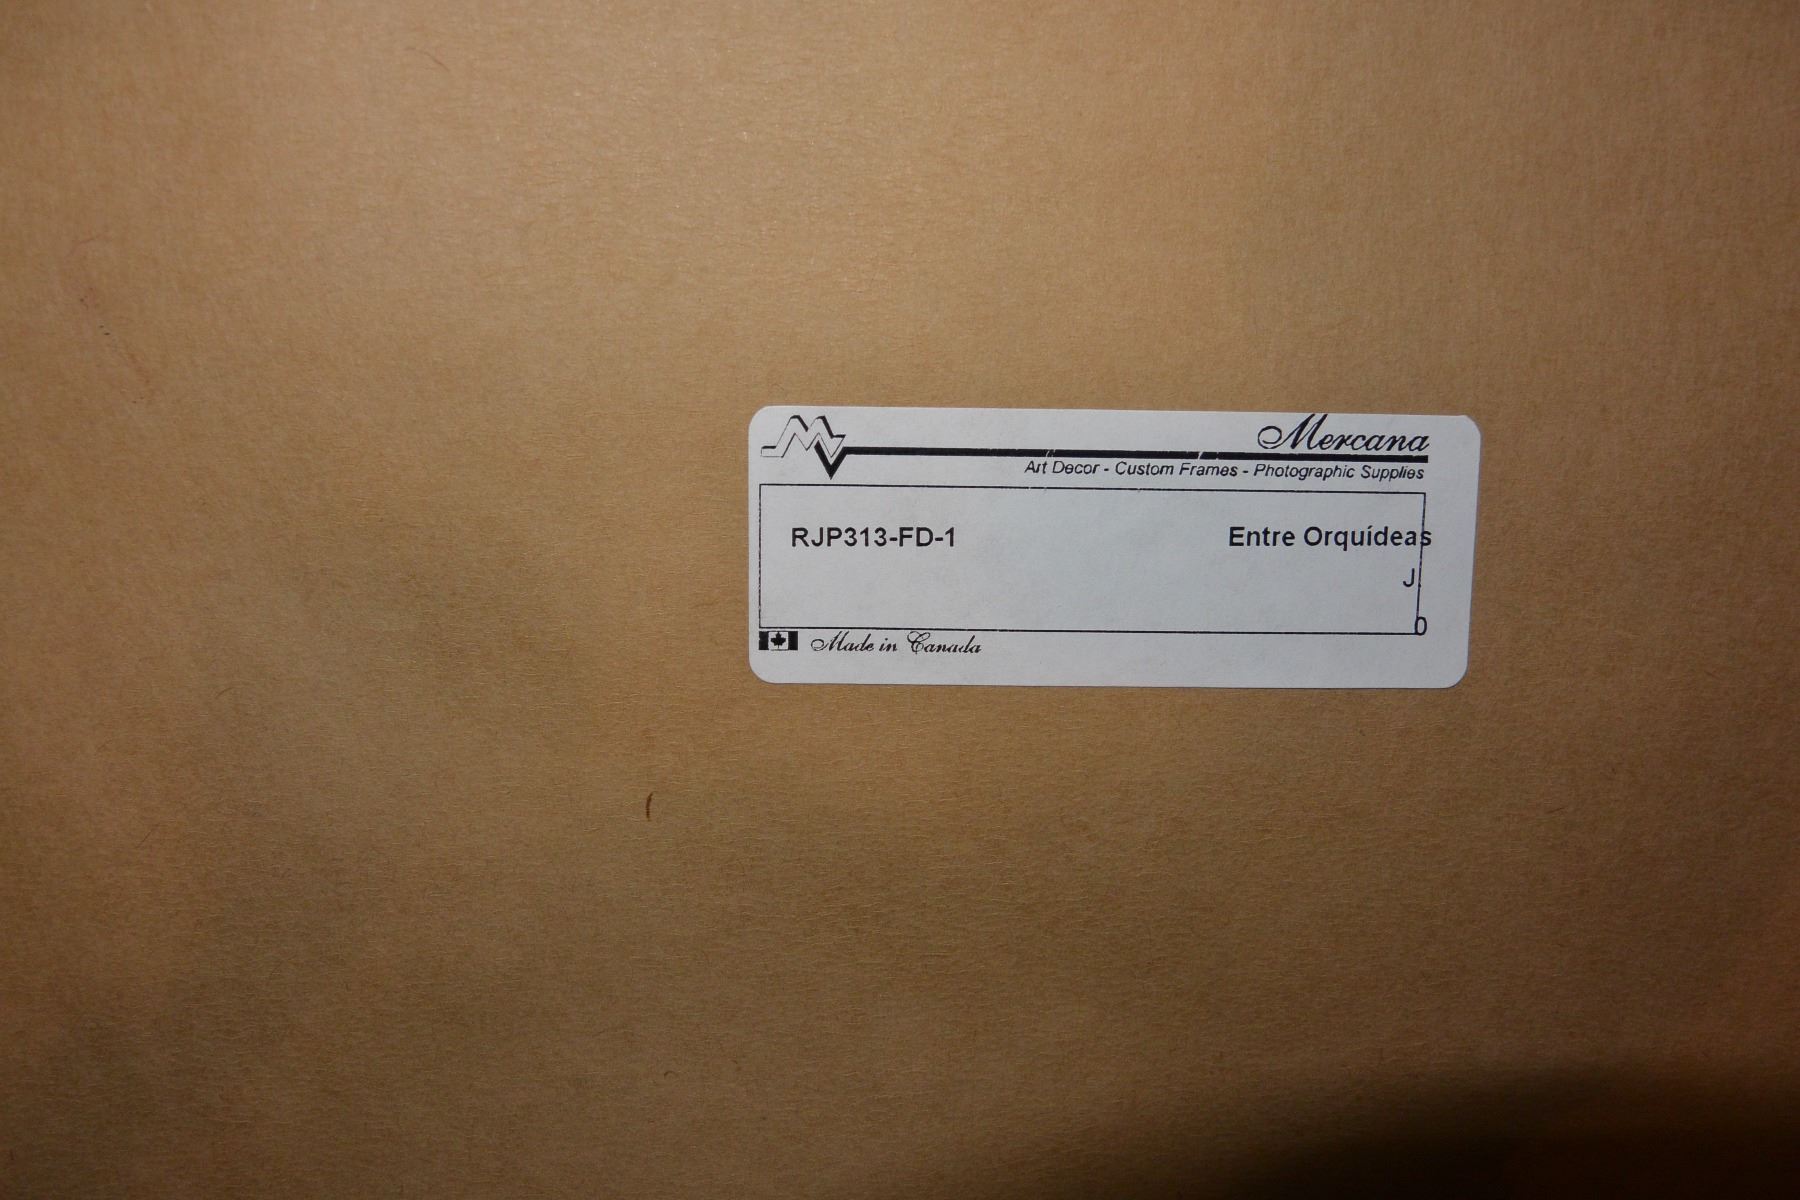 Mercana
Art Decor - Custom Frames - Photographic Supplies
RJP313-FD-1 Entre Orquídeas
J
0
Made in Canada